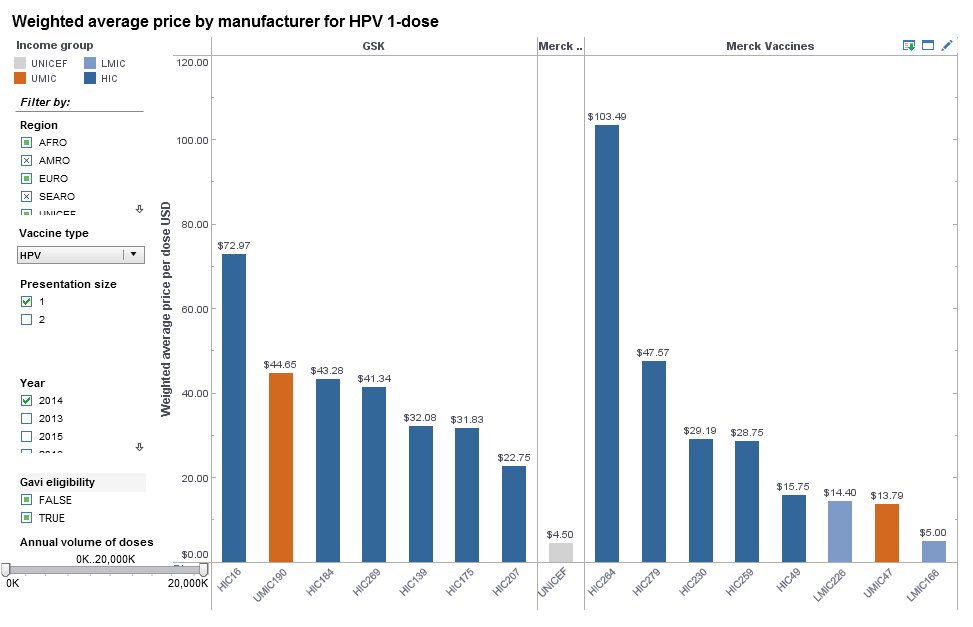 Weighted average price by manufacturer for HPV 1-dose
Income group
UNICEF
LMIC
UMIC
HIC
Filter by:
Region
AFRO
AMRO
EURO
SEARO
UNICEF
Vaccine type
HPV
Presentation size
1
2
Year
2014
2013
2015
Gavi eligibility
FALSE
TRUE
Annual volume of doses
0K..20,000K
0K
20,000K
GSK
Merck ..
Merck Vaccines
Weighted average price per dose USD
120.00
100.00
80.00
60.00
40.00
20.00
$0.00
$72.97
$44.65
$43.28
$41.34
$32.08
$31.83
$22.75
$4.50
$103.49
$47.57
$29.19
$28.75
$15.75
$14.40
$13.79
$5.00
HIC16
UMIC190
HIC184
HIC269
HIC139
HIC175
HIC207
UNICEF
HIC264
HIC279
HIC230
HIC259
HIC49
LMIC226
UMIC47
LMIC166